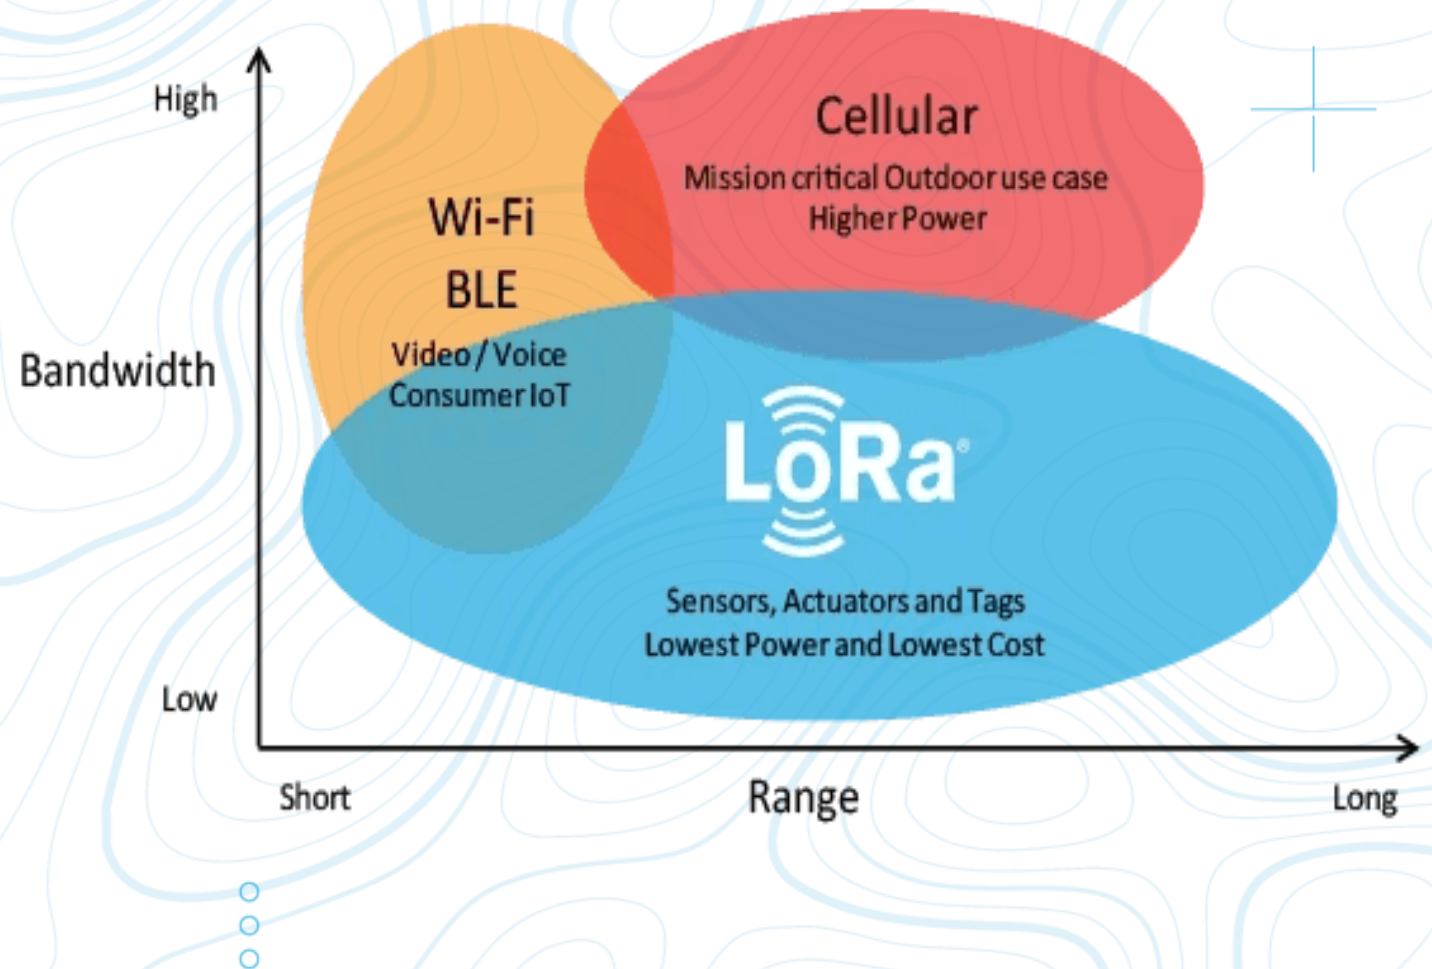 High
Cellular
Mission critical Outdoor use case
Higher Power
Wi-Fi
BLE
Video / Voice
Consumer IoT
Bandwidth
LoRa®
Sensors, Actuators and Tags
Lowest Power and Lowest Cost
Low
Short
Range
Long